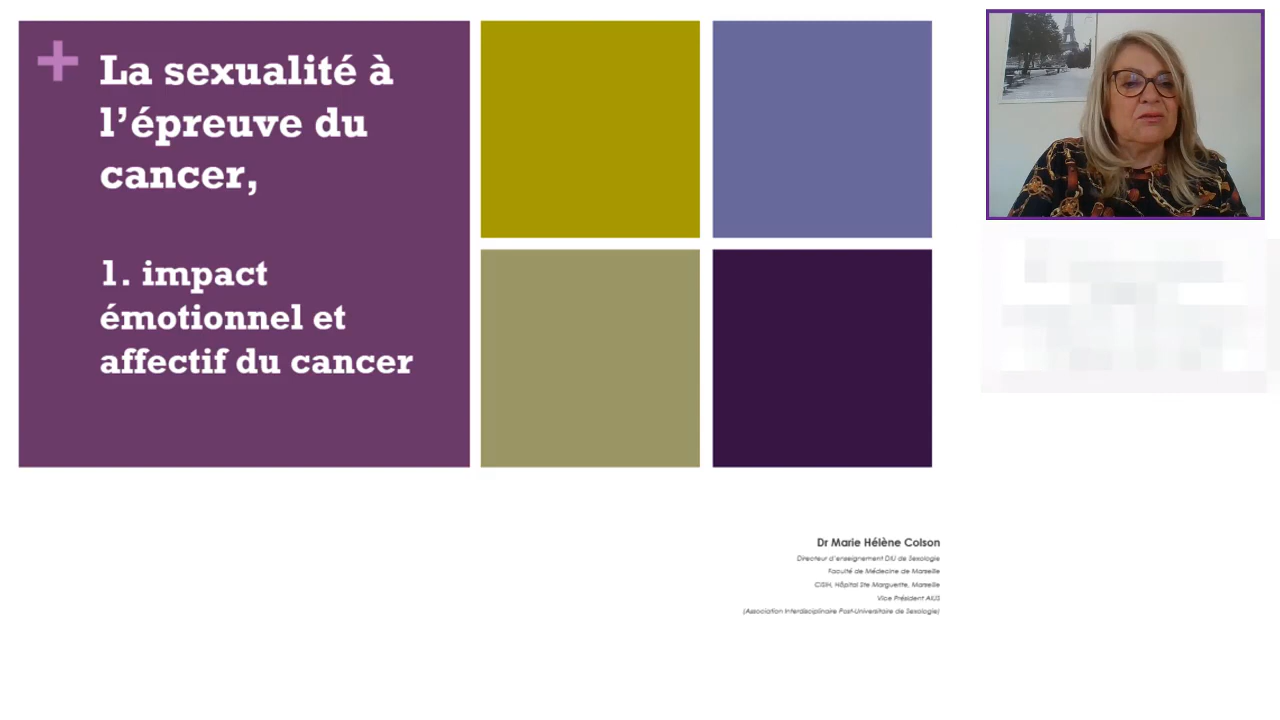 La sexualité à
l’épreuve du
cancer,
1. impact
émotionnel et
affectif du cancer
Dr Marie Hélène Colson
Directeur d’enseignement DIU de Sexologie
Faculté de Médecine de Marseille
CISIH, Hôpital Ste Marguerite, Marseille
Vice Président AIUS
(Association Interdisciplinaire Post-Universitaire de Sexologie)